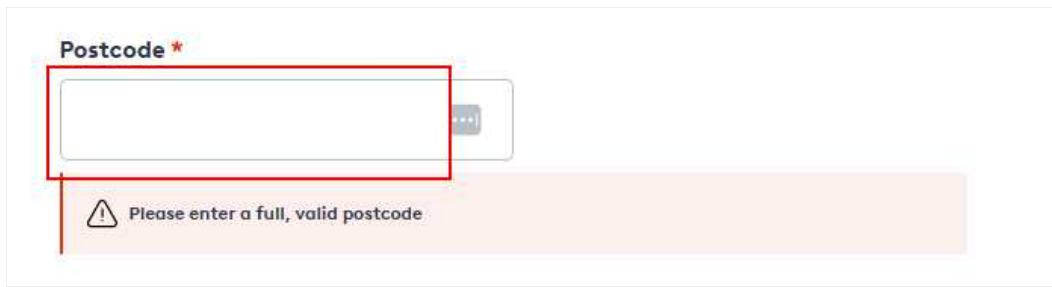 Postcode *
Please enter a full, valid postcode